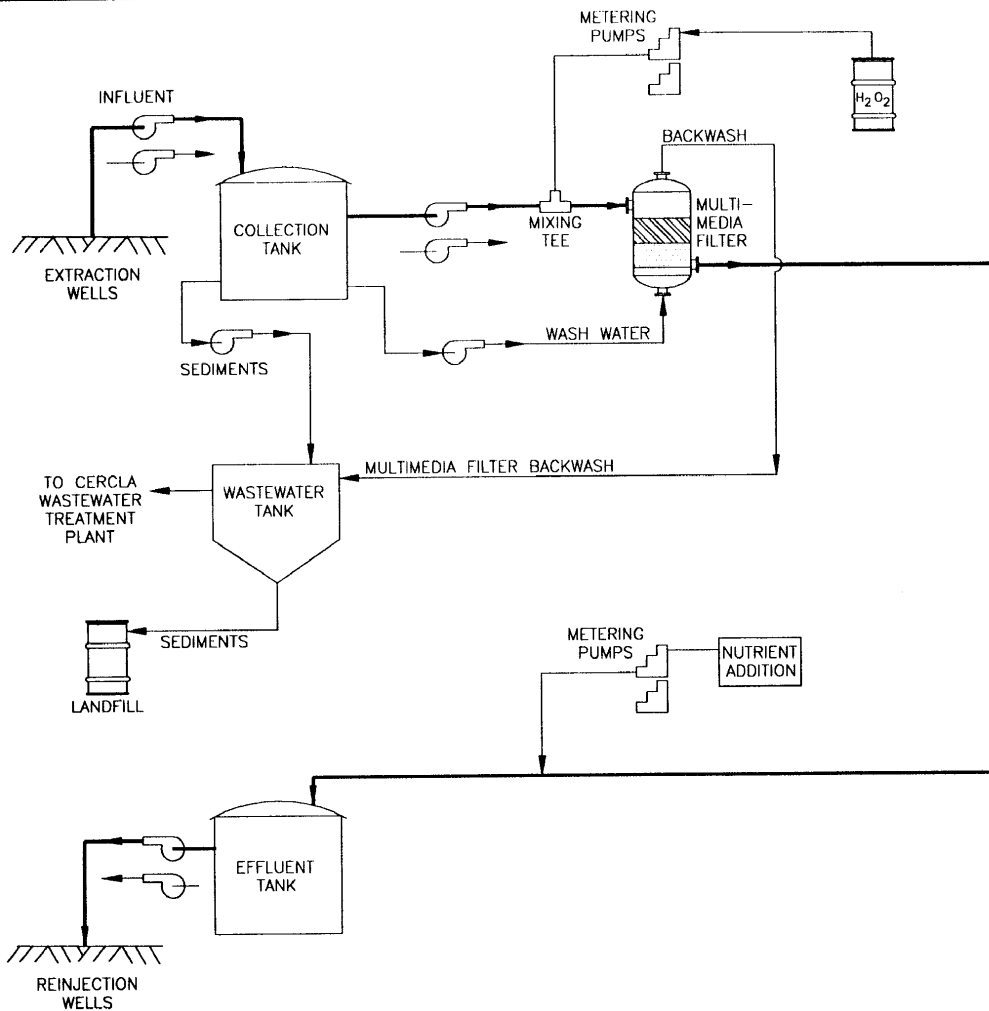 METERING
PUMPS
H2O2
INFLUENT
BACKWASH
COLLECTION
TANK
MIXING
TEE
MULTI-
MEDIA
FILTER
EXTRACTION
WELLS
WASH WATER
SEDIMENTS
MULTIMEDIA FILTER BACKWASH
TO CERCLA
WASTEWATER
TREATMENT
PLANT
WASTEWATER
TANK
SEDIMENTS
LANDFILL
METERING
PUMPS
NUTRIENT
ADDITION
EFFLUENT
TANK
REINJECTION
WELLS